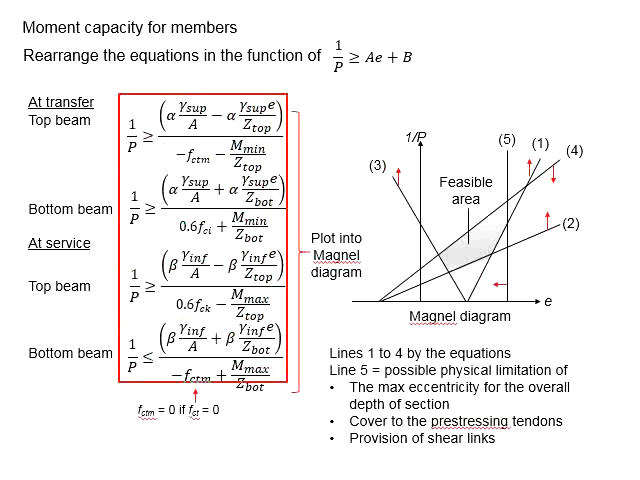 Moment capacity for members
Rearrange the equations in the function of 1/P ≥ Ae + B
At transfer
Top beam
1/P ≥ (α γsup/A − α γsup e/Ztop) / (−fctm − Mmin/Ztop)
Bottom beam
1/P ≥ (α γsup/A + α γsup e/Zbot) / (0.6fci + Mmin/Zbot)
At service
Top beam
1/P ≥ (β γinf/A − β γinf e/Ztop) / (0.6fck − Mmax/Ztop)
Bottom beam
1/P ≤ (β γinf/A + β γinf e/Zbot) / (−fctm + Mmax/Zbot)
fctm = 0 if fct = 0
Plot into
Magnel
diagram
1/P
(5)
(1)
(4)
(3)
Feasible
area
(2)
e
Magnel diagram
Lines 1 to 4 by the equations
Line 5 = possible physical limitation of
• The max eccentricity for the overall
depth of section
• Cover to the prestressing tendons
• Provision of shear links